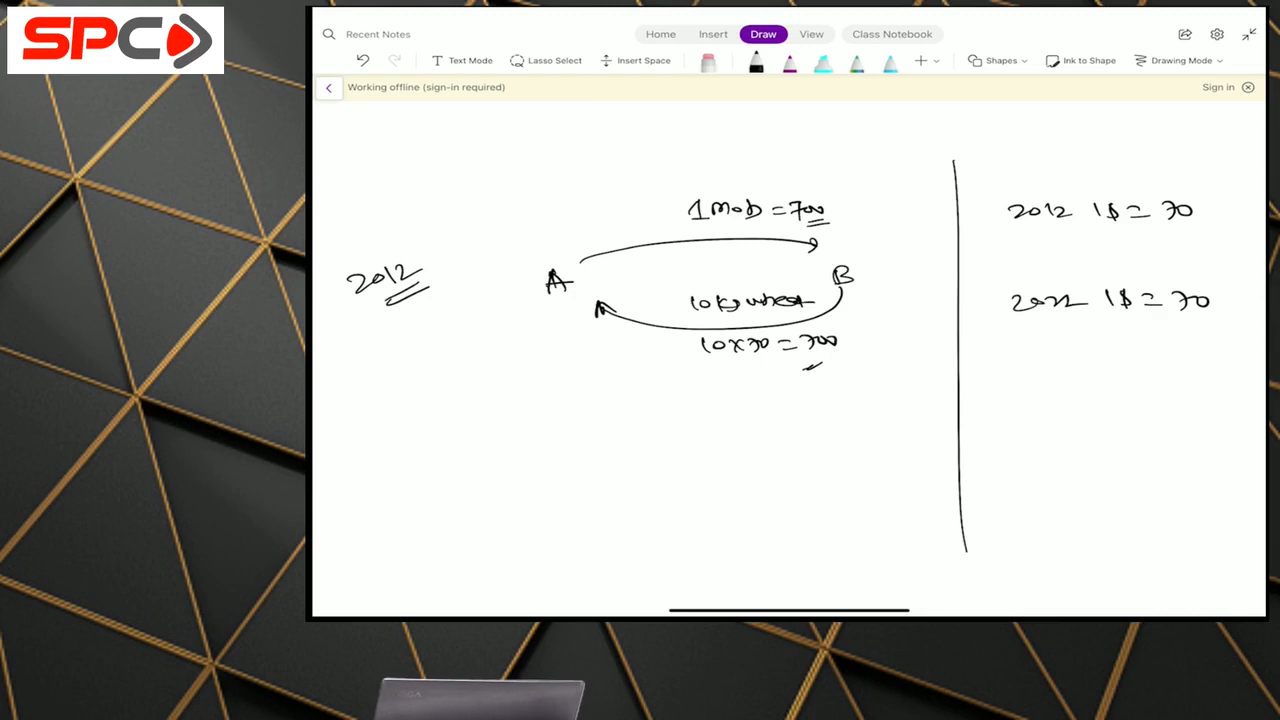 SPC
Recent Notes
Home Insert Draw View Class Notebook
Text Mode Lasso Select Insert Space Shapes Ink to Shape Drawing Mode
Working offline (sign-in required) Sign in
1 mob = 700
2012 1$ = 70
2012
A B
10 kg wheat
2022 1$ = 70
10 x 70 = 700